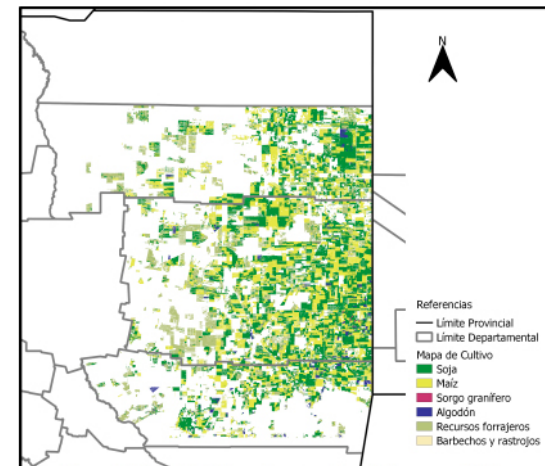 N
Referencias
Límite Provincial
Límite Departamental
Mapa de Cultivo
Soja
Maíz
Sorgo granífero
Algodón
Recursos forrajeros
Barbechos y rastrojos